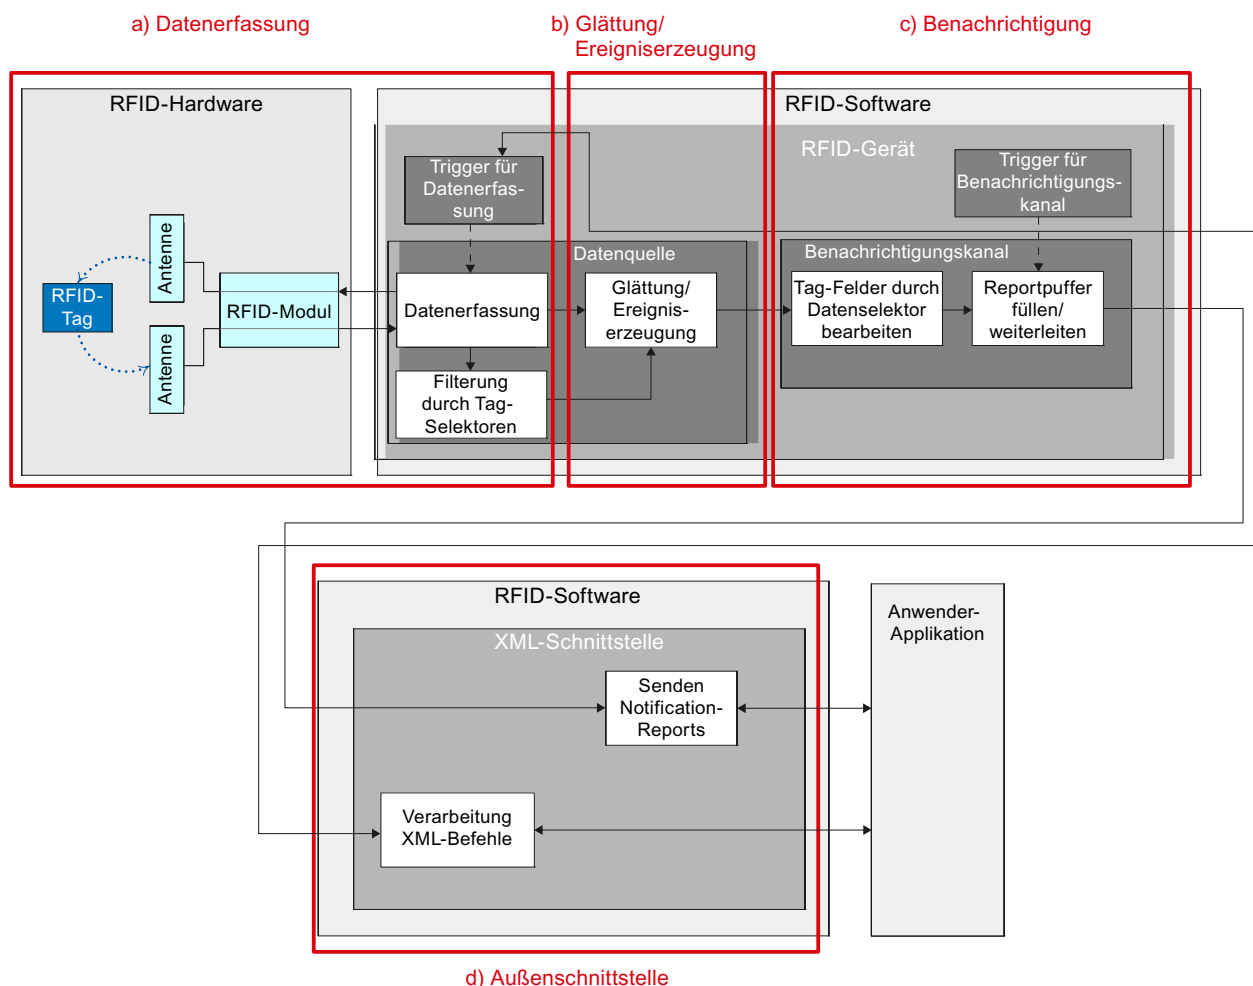 a) Datenerfassung
b) Glättung/
Ereigniserzeugung
c) Benachrichtigung
RFID-Hardware
RFID-Software
RFID-Gerät
Trigger für
Datenerfas-
sung
Trigger für
Benachrichtigungs-
kanal
Antenne
RFID-
Tag
Antenne
RFID-Modul
Datenquelle
Datenerfassung
Glättung/
Ereignis-
erzeugung
Filterung
durch Tag-
Selektoren
Benachrichtigungskanal
Tag-Felder durch
Datenselektor
bearbeiten
Reportpuffer
füllen/
weiterleiten
RFID-Software
XML-Schnittstelle
Senden
Notification-
Reports
Verarbeitung
XML-Befehle
Anwender-
Applikation
d) Außenschnittstelle